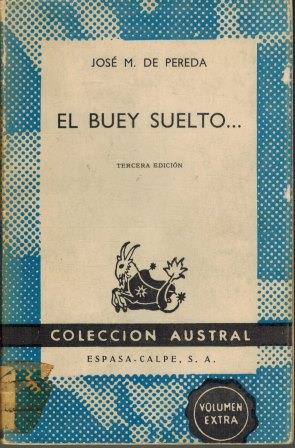 JOSÉ M. DE PEREDA
EL BUEY SUELTO...
TERCERA EDICIÓN
COLECCION AUSTRAL
ESPASA-CALPE, S. A.
VOLUMEN
EXTRA